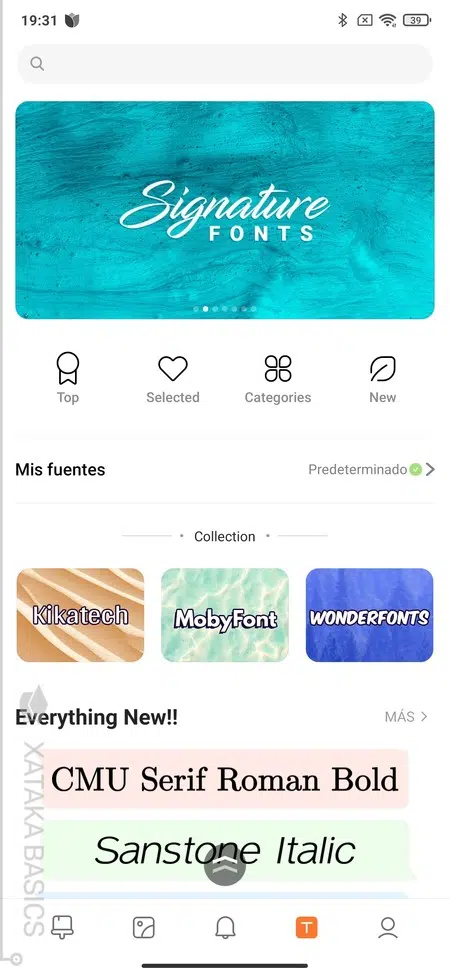 19:31
39
Signature
FONTS
Top
Selected
Categories
New
Mis fuentes
Predeterminado
Collection
Kikatech
MobyFont
WONDERFONTS
Everything New!!
MÁS
CMU Serif Roman Bold
Sanstone Italic
T
XATAKA BASICS